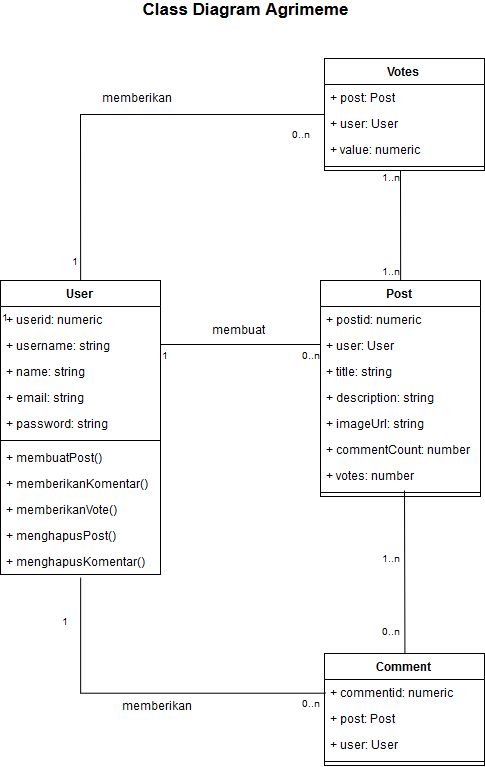 Class Diagram Agrimeme
Votes
+ post: Post
+ user: User
+ value: numeric
memberikan
0..n
1
1..n
1..n
User
1
+ userid: numeric
+ username: string
+ name: string
+ email: string
+ password: string
+ membuatPost()
+ memberikanKomentar()
+ memberikanVote()
+ menghapusPost()
+ menghapusKomentar()
membuat
1
0..n
Post
+ postid: numeric
+ user: User
+ title: string
+ description: string
+ imageUrl: string
+ commentCount: number
+ votes: number
1..n
0..n
1
memberikan
0..n
Comment
+ commentid: numeric
+ post: Post
+ user: User